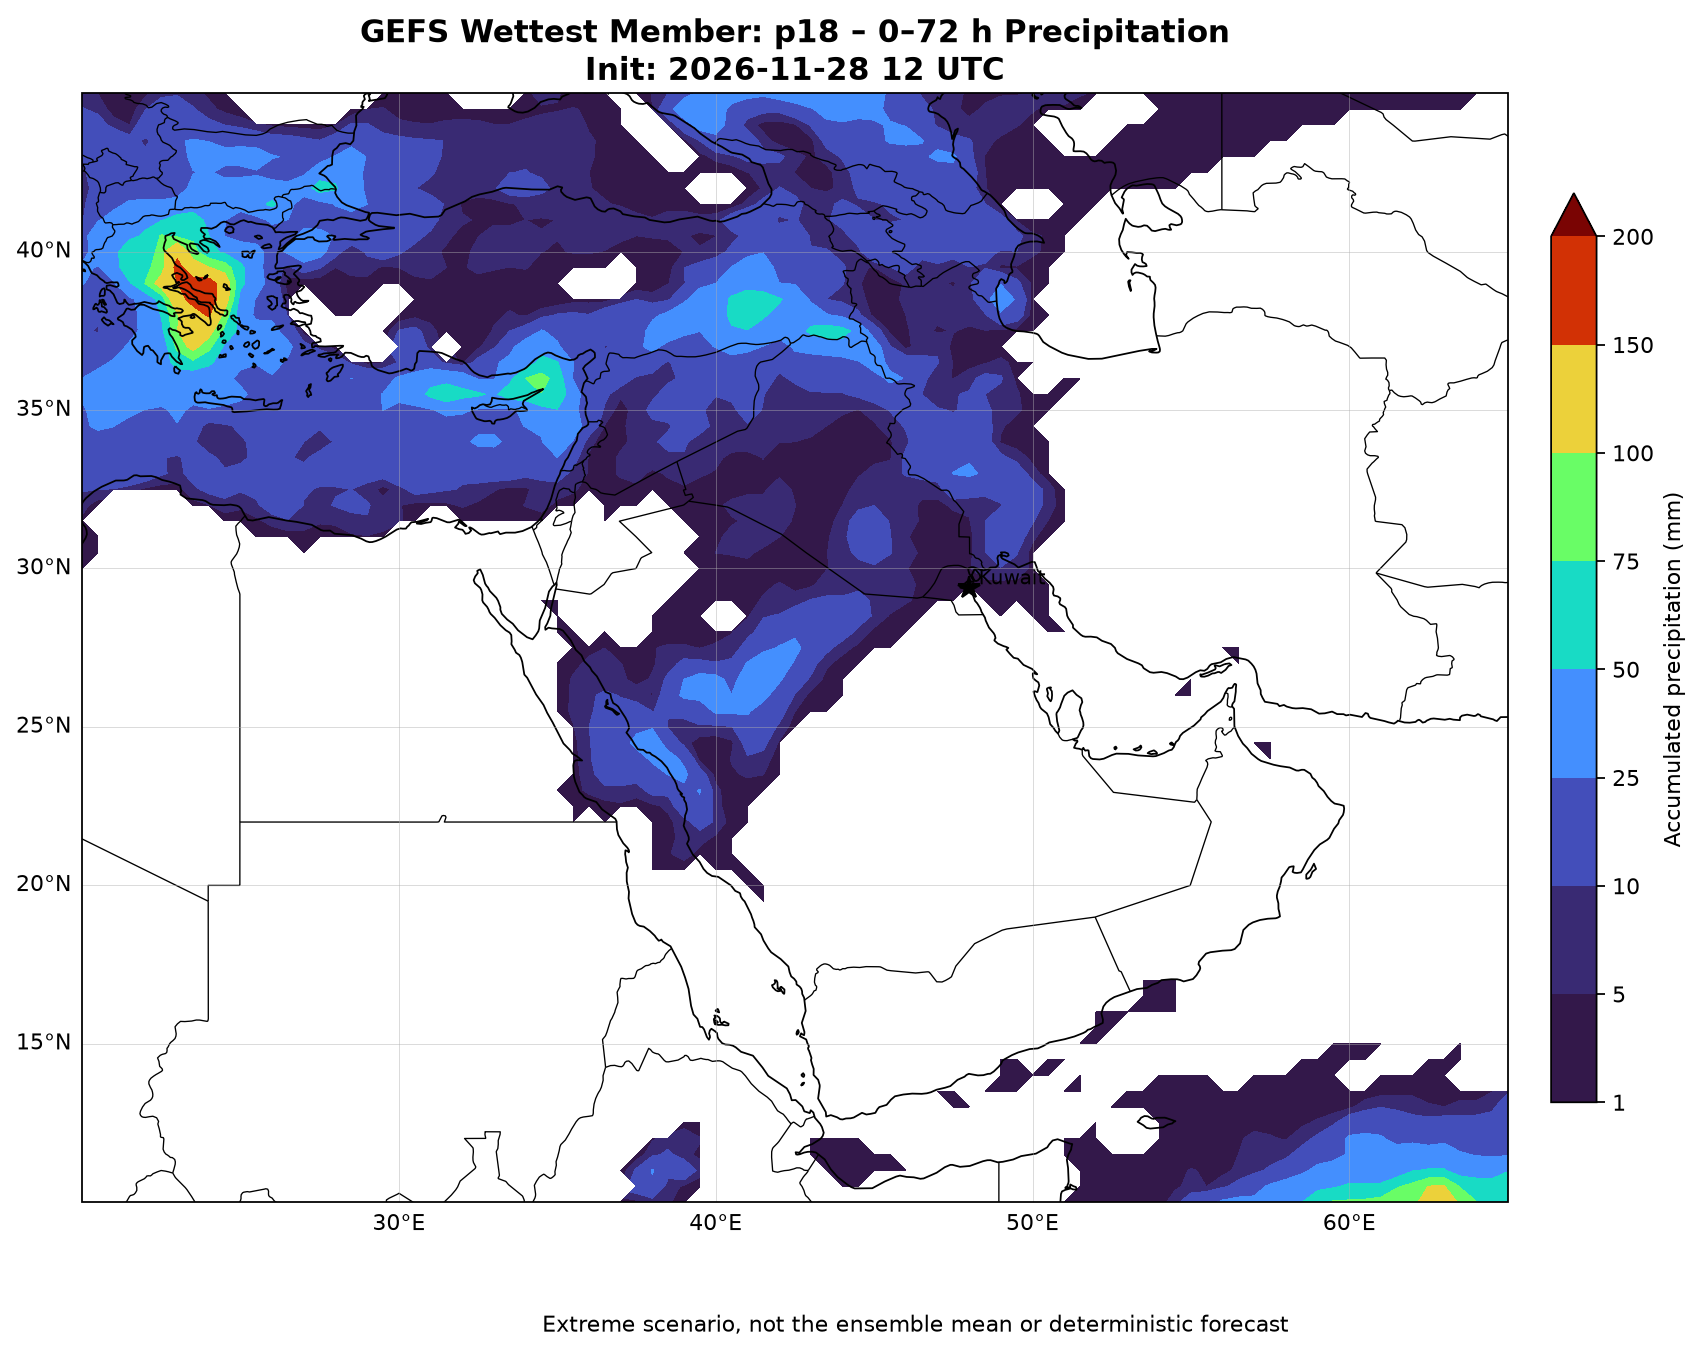 GEFS Wettest Member: p18 – 0–72 h Precipitation
Init: 2026-11-28 12 UTC
40°N
35°N
30°N
25°N
20°N
15°N
30°E
40°E
50°E
60°E
Kuwait
200
150
100
75
50
25
10
5
1
Accumulated precipitation (mm)
Extreme scenario, not the ensemble mean or deterministic forecast